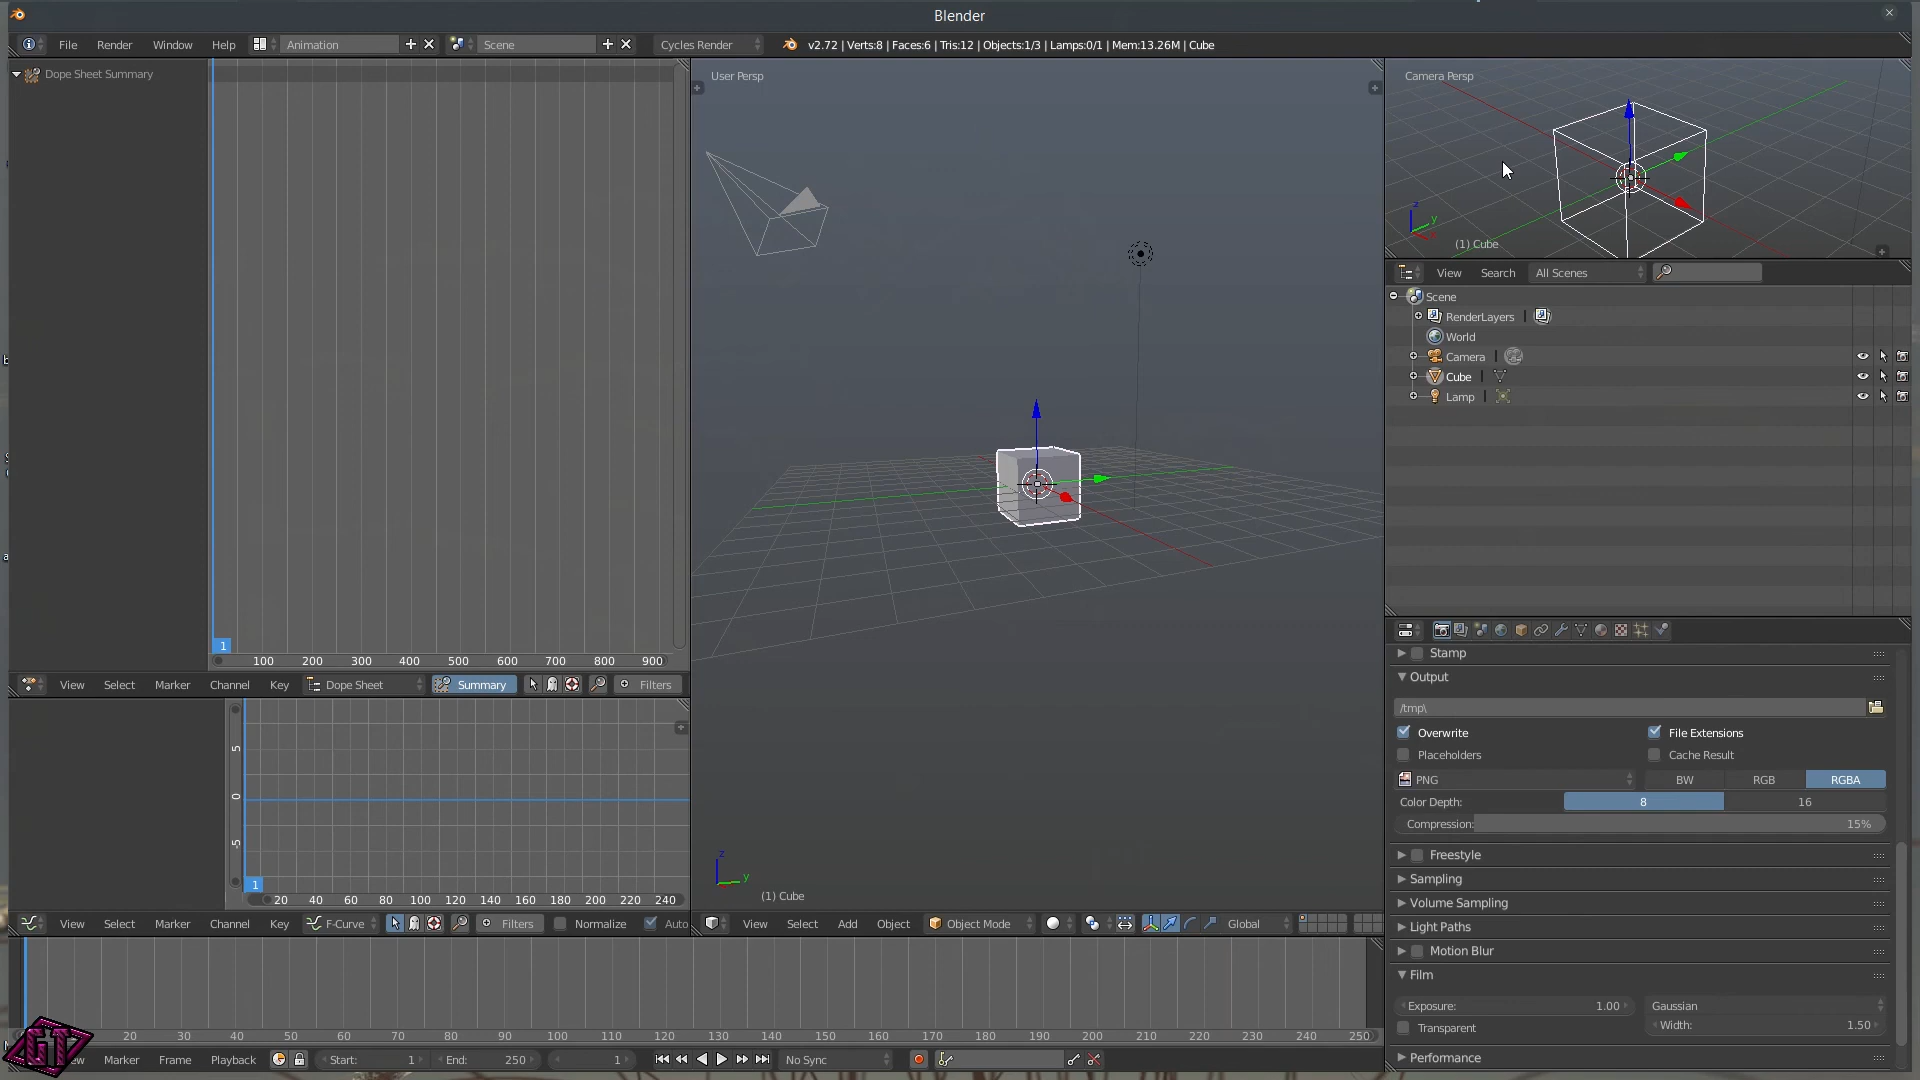 Blender
File Render Window Help Animation Scene Cycles Render v2.72 | Verts:8 | Faces:6 | Tris:12 | Objects:1/3 | Lamps:0/1 | Mem:13.26M | Cube
Dope Sheet Summary
1
100 200 300 400 500 600 700 800 900
View Select Marker Channel Key Dope Sheet Summary Filters
5
0
-5
1
20 40 60 80 100 120 140 160 180 200 220 240
View Select Marker Channel Key F-Curve Filters Normalize Auto
User Persp
z
y
(1) Cube
View Select Add Object Object Mode Global
Camera Persp
z
y
(1) Cube
View Search All Scenes
Scene
RenderLayers
World
Camera
Cube
Lamp
Stamp
Output
/tmp\
Overwrite File Extensions
Placeholders Cache Result
PNG BW RGB RGBA
Color Depth: 8 16
Compression: 15%
Freestyle
Sampling
Volume Sampling
Light Paths
Motion Blur
Film
Exposure: 1.00 Gaussian
Transparent Width: 1.50
Performance
20 30 40 50 60 70 80 90 100 110 120 130 140 150 160 170 180 190 200 210 220 230 240 250
GT
Marker Frame Playback Start: 1 End: 250 1 No Sync